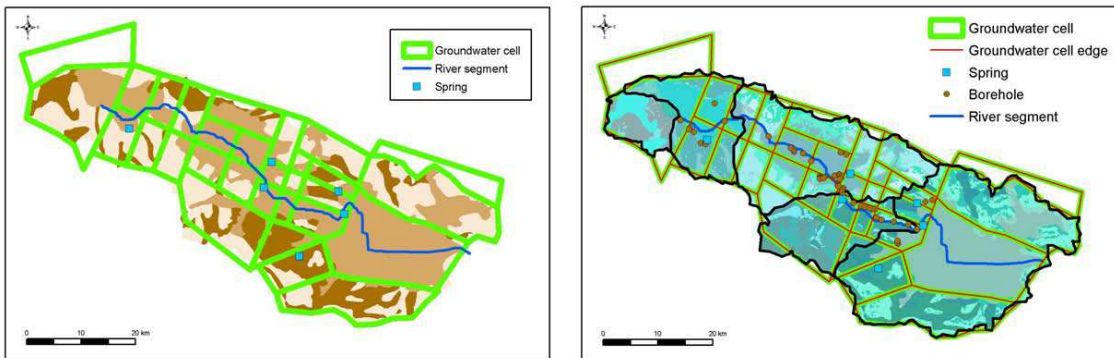 Groundwater cell
River segment
Spring
0 10 20 km
Groundwater cell
Groundwater cell edge
Spring
Borehole
River segment
0 10 20 km